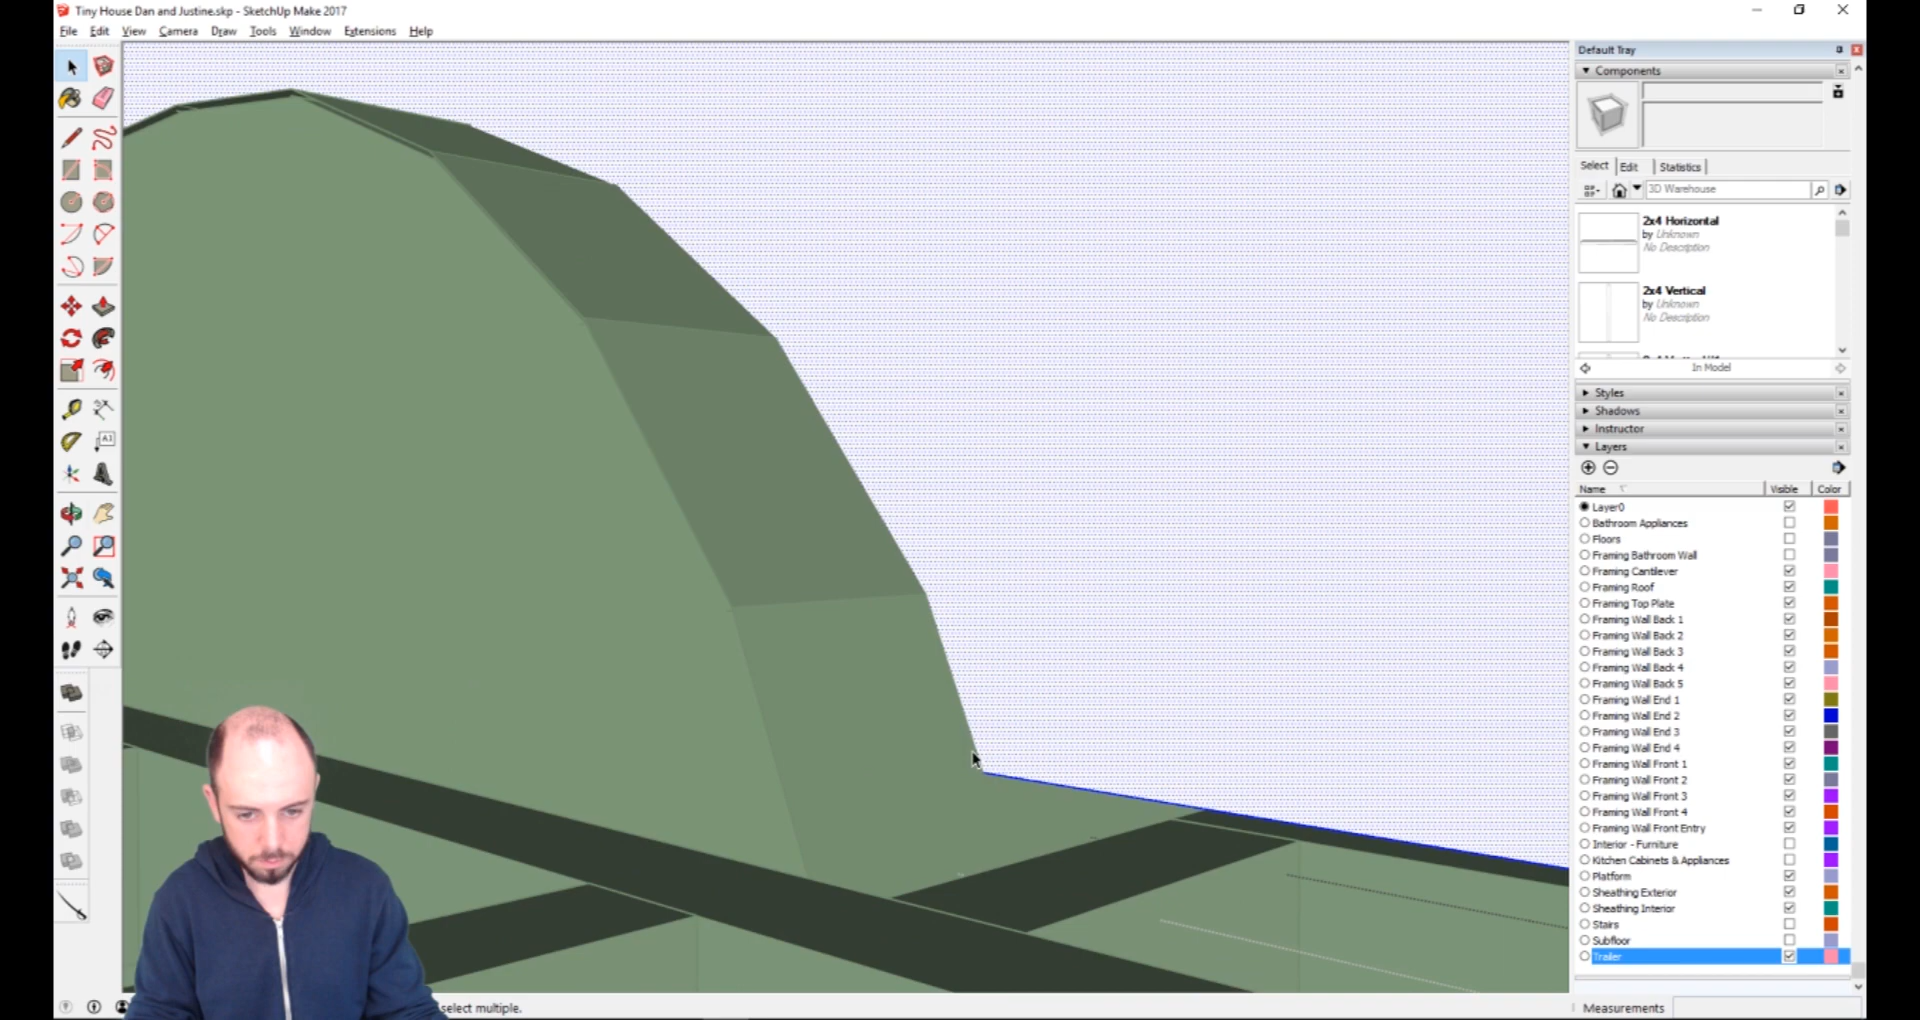 Tiny House Dan and Justine.skp - SketchUp Make 2017
File Edit View Camera Draw Tools Window Extensions Help
Default Tray
Components
Select Edit Statistics
3D Warehouse
2x4 Horizontal
by Unknown
No Description
2x4 Vertical
by Unknown
No Description
In Model
Styles
Shadows
Instructor
Layers
Name Visible Color
Layer0
Bathroom Appliances
Floors
Framing Bathroom Wall
Framing Cantilever
Framing Roof
Framing Top Plate
Framing Wall Back 1
Framing Wall Back 2
Framing Wall Back 3
Framing Wall Back 4
Framing Wall Back 5
Framing Wall End 1
Framing Wall End 2
Framing Wall End 3
Framing Wall End 4
Framing Wall Front 1
Framing Wall Front 2
Framing Wall Front 3
Framing Wall Front 4
Framing Wall Front Entry
Interior - Furniture
Kitchen Cabinets & Appliances
Platform
Sheathing Exterior
Sheathing Interior
Stairs
Subfloor
Trailer
select multiple.
Measurements